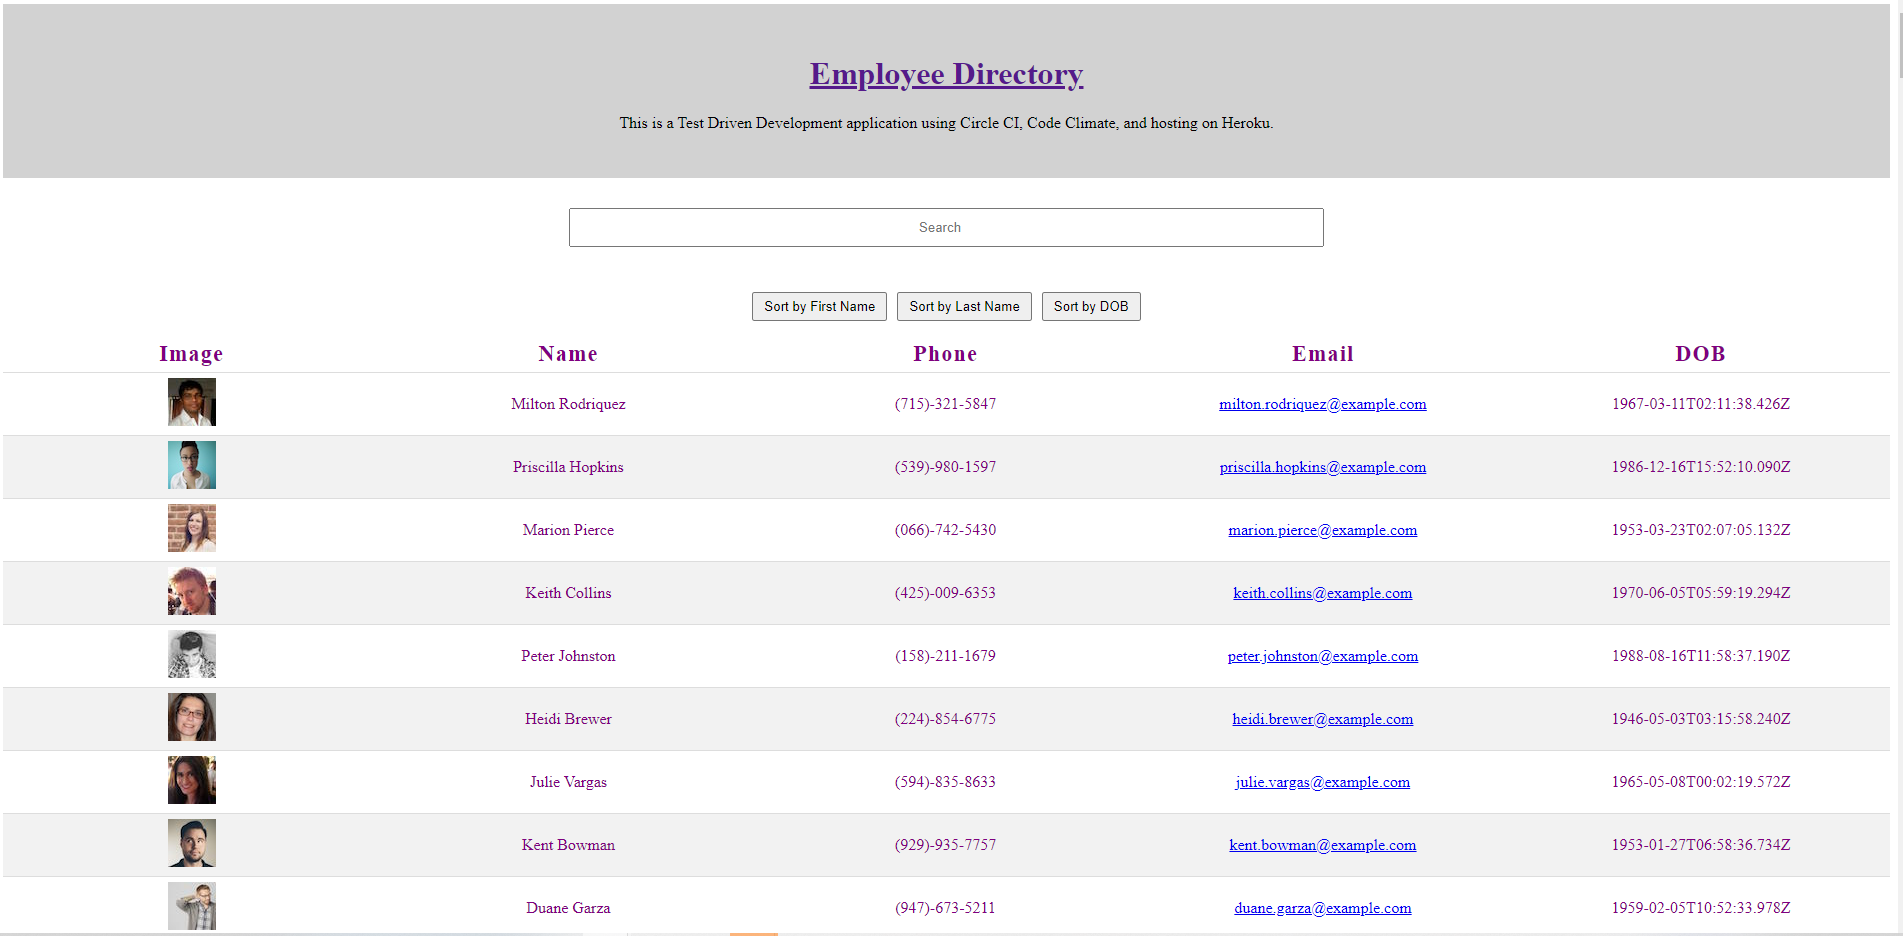 Employee Directory
This is a Test Driven Development application using Circle CI, Code Climate, and hosting on Heroku.
Search
Sort by First Name Sort by Last Name Sort by DOB
Image Name Phone Email DOB
Milton Rodriquez (715)-321-5847 milton.rodriquez@example.com 1967-03-11T02:11:38.426Z
Priscilla Hopkins (539)-980-1597 priscilla.hopkins@example.com 1986-12-16T15:52:10.090Z
Marion Pierce (066)-742-5430 marion.pierce@example.com 1953-03-23T02:07:05.132Z
Keith Collins (425)-009-6353 keith.collins@example.com 1970-06-05T05:59:19.294Z
Peter Johnston (158)-211-1679 peter.johnston@example.com 1988-08-16T11:58:37.190Z
Heidi Brewer (224)-854-6775 heidi.brewer@example.com 1946-05-03T03:15:58.240Z
Julie Vargas (594)-835-8633 julie.vargas@example.com 1965-05-08T00:02:19.572Z
Kent Bowman (929)-935-7757 kent.bowman@example.com 1953-01-27T06:58:36.734Z
Duane Garza (947)-673-5211 duane.garza@example.com 1959-02-05T10:52:33.978Z